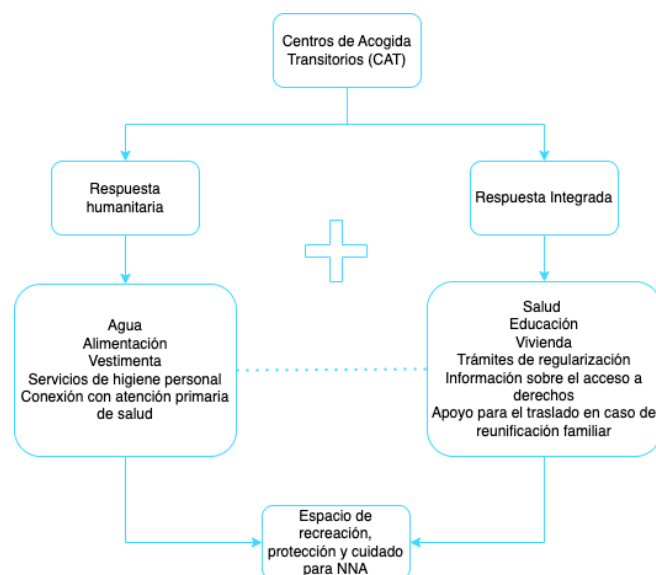 Centros de Acogida
Transitorios (CAT)
Respuesta
humanitaria
Respuesta Integrada
Agua
Alimentación
Vestimenta
Servicios de higiene personal
Conexión con atención primaria
de salud
Salud
Educación
Vivienda
Trámites de regularización
Información sobre el acceso a
derechos
Apoyo para el traslado en caso de
reunificación familiar
Espacio de
recreación,
protección y cuidado
para NNA